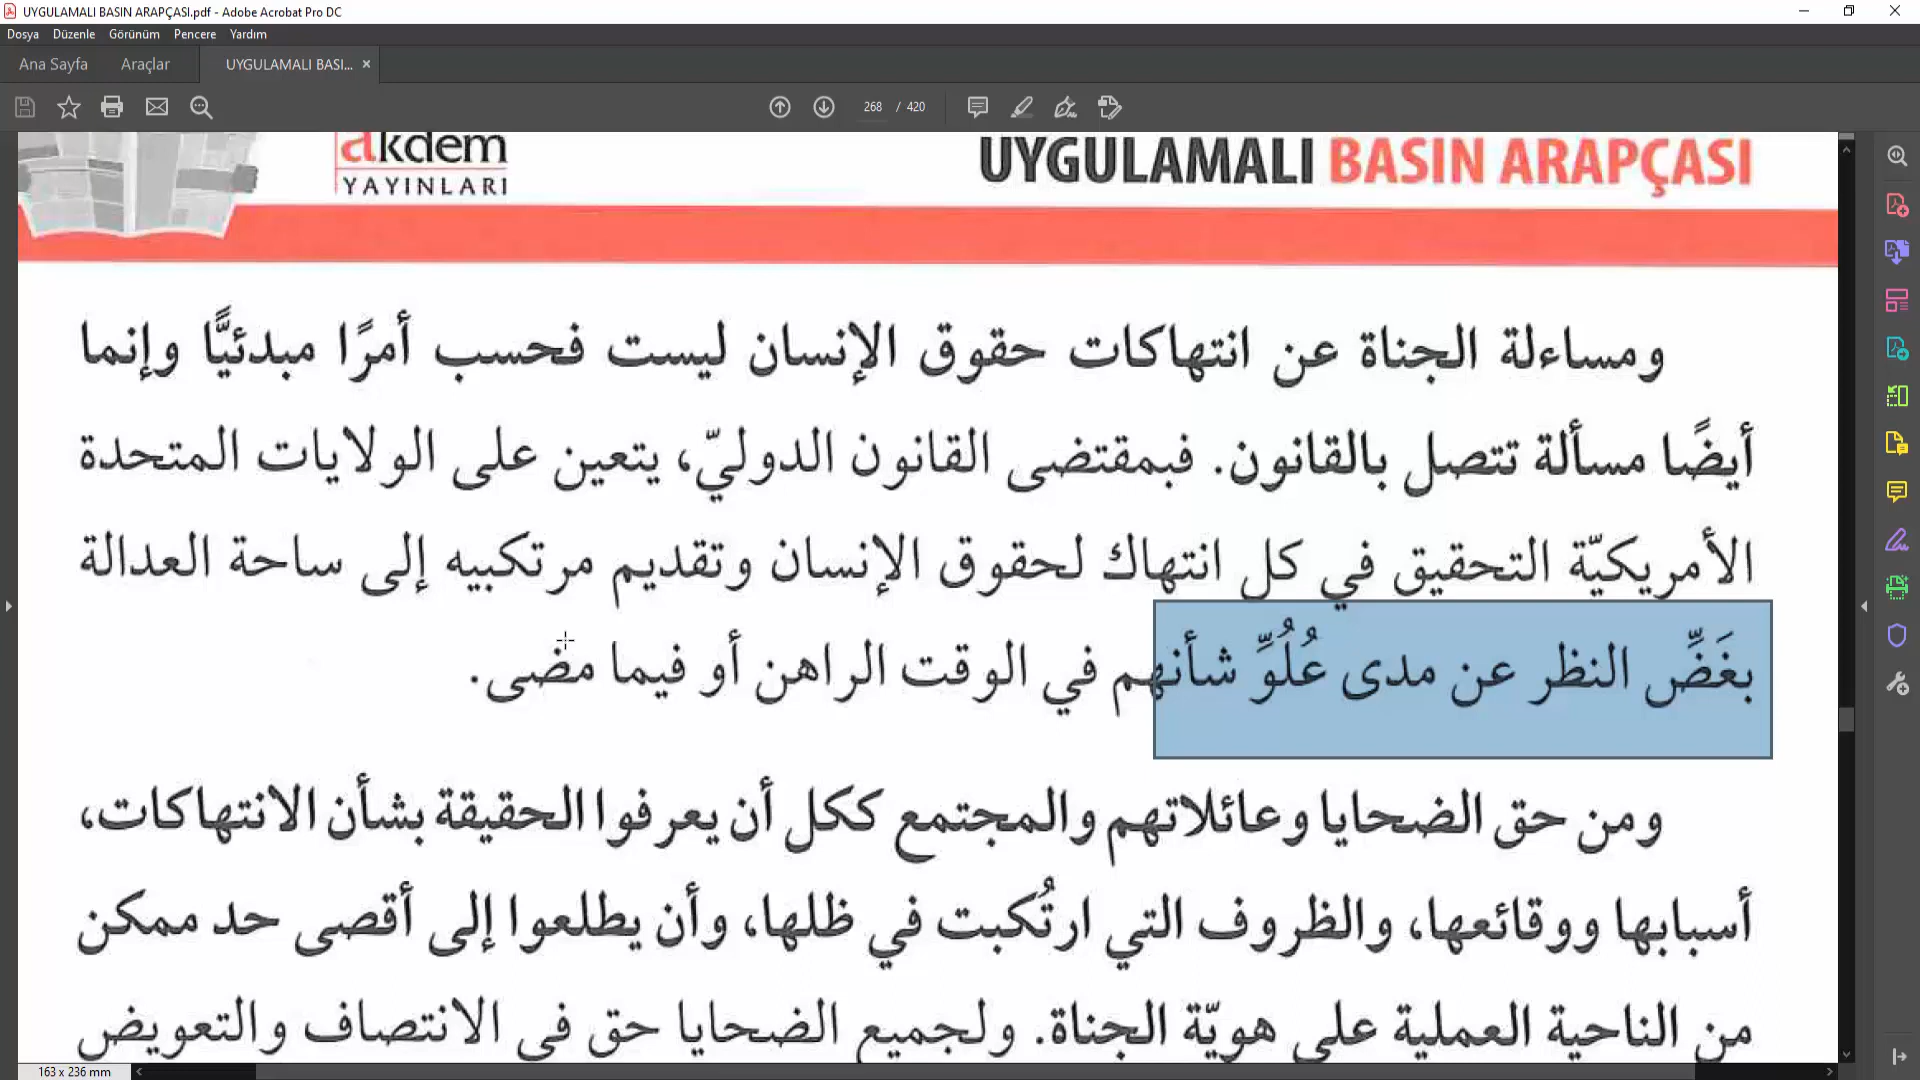 UYGULAMALI BASIN ARAPÇASI.pdf - Adobe Acrobat Pro DC
Dosya Düzenle Görünüm Pencere Yardım
Ana Sayfa Araçlar UYGULAMALI BASI... ×
268 / 420
akdem
YAYINLARI
UYGULAMALI BASIN ARAPÇASI
ومساءلة الجناة عن انتهاكات حقوق الإنسان ليست فحسب أمرًا مبدئيًّا وإنما
أيضًا مسألة تتصل بالقانون. فبمقتضى القانون الدوليّ، يتعين على الولايات المتحدة
الأمريكيّة التحقيق في كل انتهاك لحقوق الإنسان وتقديم مرتكبيه إلى ساحة العدالة
بغَضِّ النظر عن مدى عُلُوِّ شأنهم في الوقت الراهن أو فيما مضى.
ومن حق الضحايا وعائلاتهم والمجتمع ككل أن يعرفوا الحقيقة بشأن الانتهاكات،
أسبابها ووقائعها، والظروف التي ارتُكبت في ظلها، وأن يطلعوا إلى أقصى حد ممكن
من الناحية العملية على هويّة الجناة. ولجميع الضحايا حق في الانتصاف والتعويض
163 x 236 mm